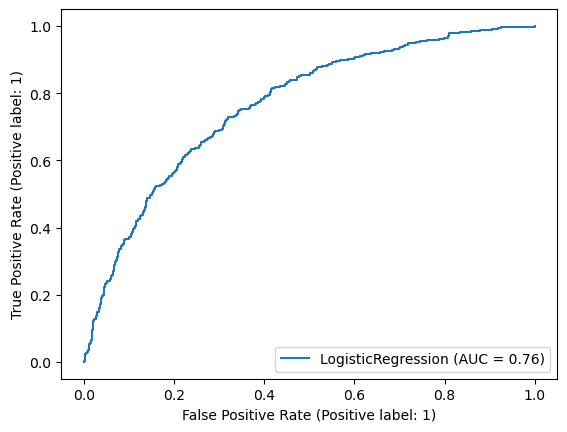 1.0
0.8
0.6
0.4
0.2
0.0
True Positive Rate (Positive label: 1)
LogisticRegression (AUC = 0.76)
0.0 0.2 0.4 0.6 0.8 1.0
False Positive Rate (Positive label: 1)